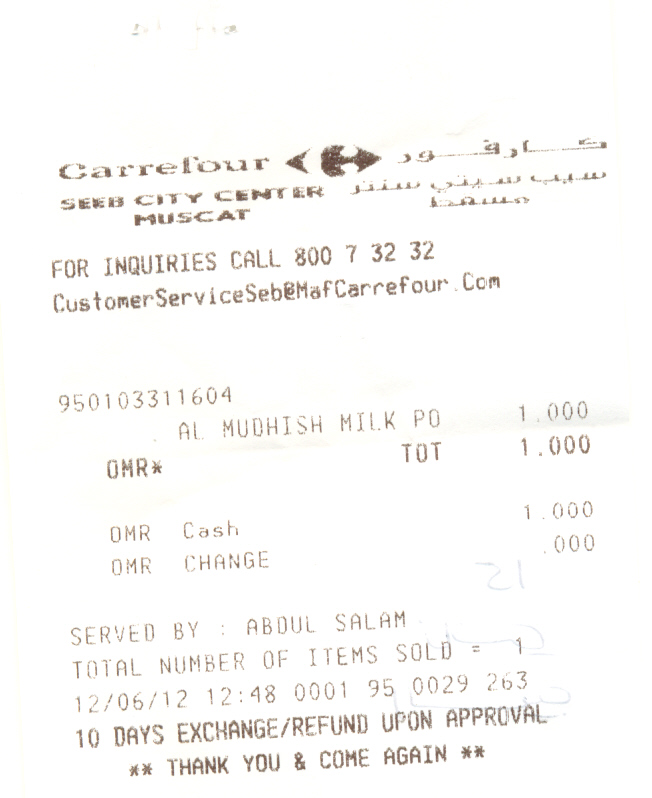 Carrefour كارفور
SEEB CITY CENTER سيب سيتي سنتر
MUSCAT مسقط
FOR INQUIRIES CALL 800 7 32 32
CustomerServiceSeb@MafCarrefour.Com
950103311604
AL MUDHISH MILK PO 1.000
OMR* TOT 1.000
OMR Cash 1.000
OMR CHANGE .000
SERVED BY : ABDUL SALAM
TOTAL NUMBER OF ITEMS SOLD = 1
12/06/12 12:48 0001 95 0029 263
10 DAYS EXCHANGE/REFUND UPON APPROVAL
** THANK YOU & COME AGAIN **